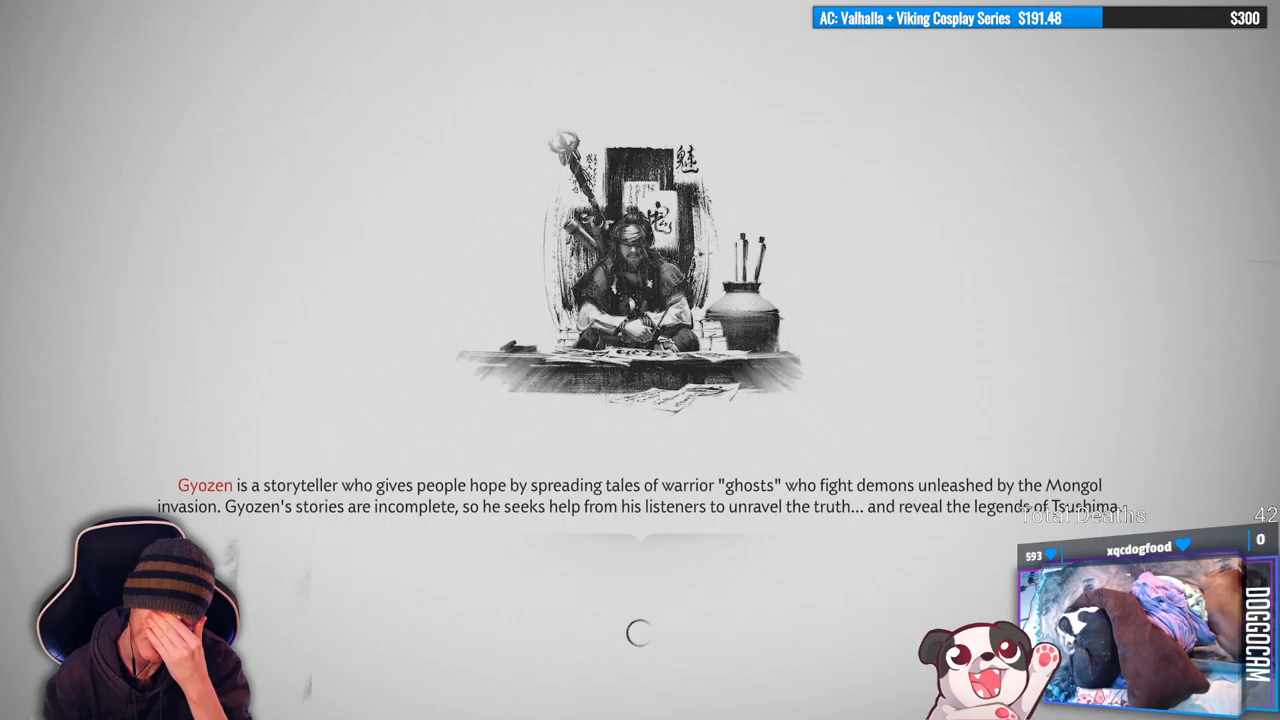 AC: Valhalla + Viking Cosplay Series $191.48
$300
魅
Gyozen is a storyteller who gives people hope by spreading tales of warrior "ghosts" who fight demons unleashed by the Mongol
invasion. Gyozen's stories are incomplete, so he seeks help from his listeners to unravel the truth... and reveal the legends of Tsushima.
Total Deaths 42
593 xqcdogfood 0
DOGGOCAM